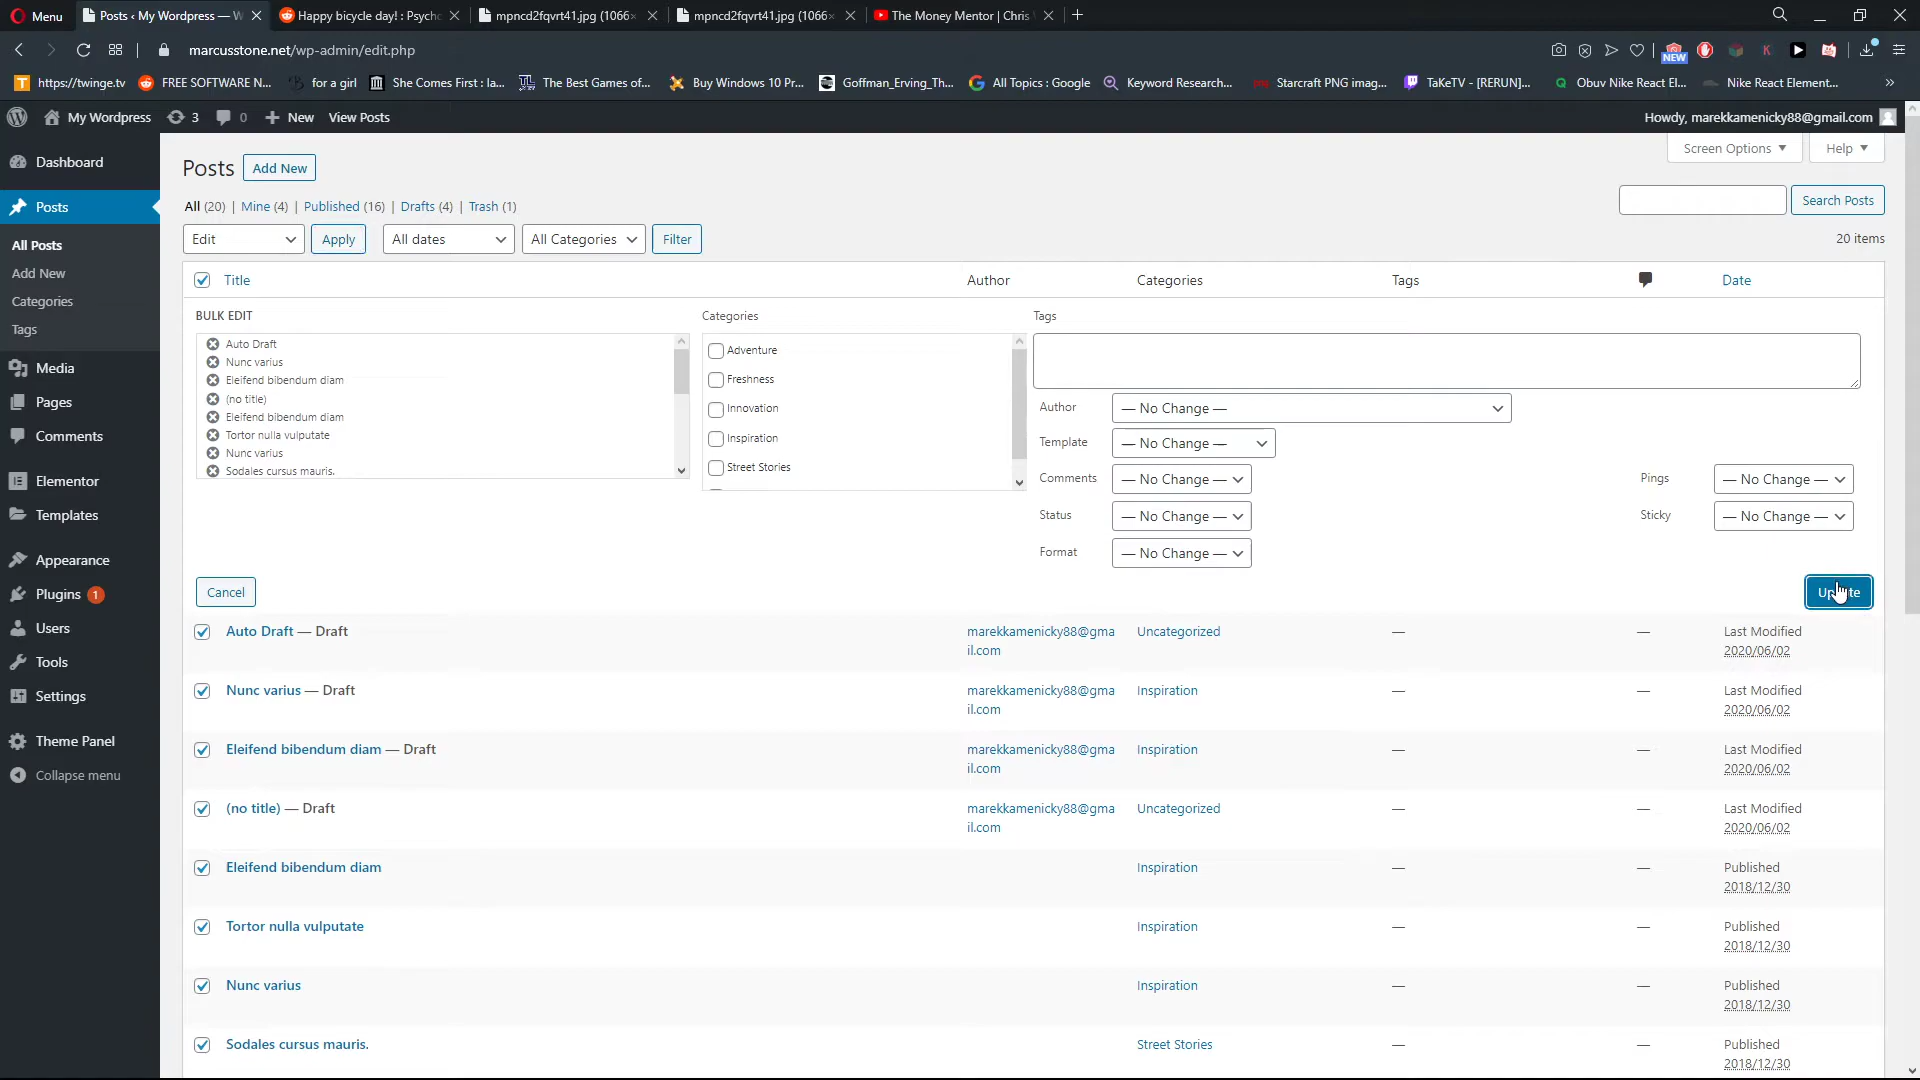 Menu
Posts ‹ My Wordpress — W
Happy bicycle day! : Psych
mpncd2fqvrt41.jpg (1066×
mpncd2fqvrt41.jpg (1066×
The Money Mentor | Chris
marcusstone.net/wp-admin/edit.php
NEW
https://twinge.tv
FREE SOFTWARE N...
for a girl
She Comes First : la...
The Best Games of...
Buy Windows 10 Pr...
Goffman_Erving_Th...
All Topics : Google
Keyword Research...
Starcraft PNG imag...
TaKeTV - [RERUN]...
Obuv Nike React El...
Nike React Element...
My Wordpress
3
0
New
View Posts
Howdy, marekkamenicky88@gmail.com
Dashboard
Posts
All Posts
Add New
Categories
Tags
Media
Pages
Comments
Elementor
Templates
Appearance
Plugins 1
Users
Tools
Settings
Theme Panel
Collapse menu
Screen Options
Help
Posts
Add New
All (20) | Mine (4) | Published (16) | Drafts (4) | Trash (1)
Search Posts
Edit
Apply
All dates
All Categories
Filter
20 items
Title
Author
Categories
Tags
Date
BULK EDIT
Auto Draft
Nunc varius
Eleifend bibendum diam
(no title)
Eleifend bibendum diam
Tortor nulla vulputate
Nunc varius
Sodales cursus mauris.
Categories
Adventure
Freshness
Innovation
Inspiration
Street Stories
Tags
Author — No Change —
Template — No Change —
Comments — No Change —
Pings — No Change —
Status — No Change —
Sticky — No Change —
Format — No Change —
Cancel
Auto Draft — Draft
marekkamenicky88@gma
il.com
Uncategorized
—
—
Last Modified
2020/06/02
Nunc varius — Draft
marekkamenicky88@gma
il.com
Inspiration
—
—
Last Modified
2020/06/02
Eleifend bibendum diam — Draft
marekkamenicky88@gma
il.com
Inspiration
—
—
Last Modified
2020/06/02
(no title) — Draft
marekkamenicky88@gma
il.com
Uncategorized
—
—
Last Modified
2020/06/02
Eleifend bibendum diam
Inspiration
—
—
Published
2018/12/30
Tortor nulla vulputate
Inspiration
—
—
Published
2018/12/30
Nunc varius
Inspiration
—
—
Published
2018/12/30
Sodales cursus mauris.
Street Stories
—
—
Published
2018/12/30